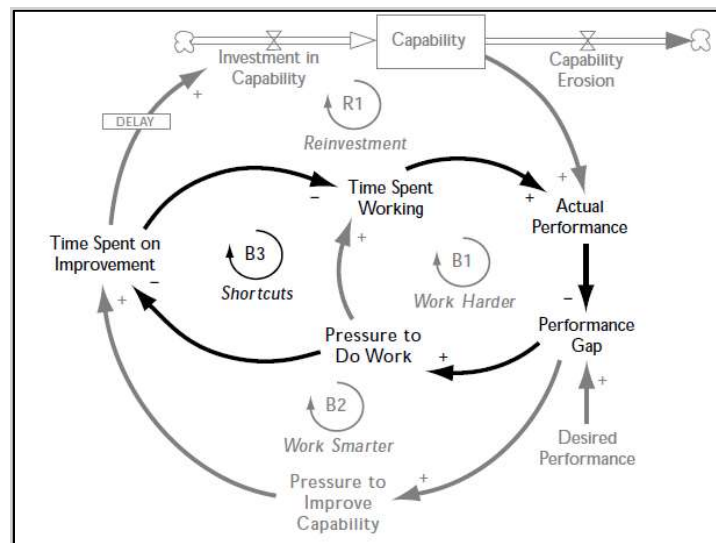 Investment in
Capability
Capability
Capability
Erosion
+
DELAY
R1
Reinvestment
Time Spent
Working
–
+
+
+
Actual
Performance
Time Spent on
Improvement
B3
Shortcuts
+
B1
Work Harder
–
+
–
Performance
Gap
Pressure to
Do Work
+
+
B2
Work Smarter
Desired
Performance
Pressure to
Improve
Capability
+